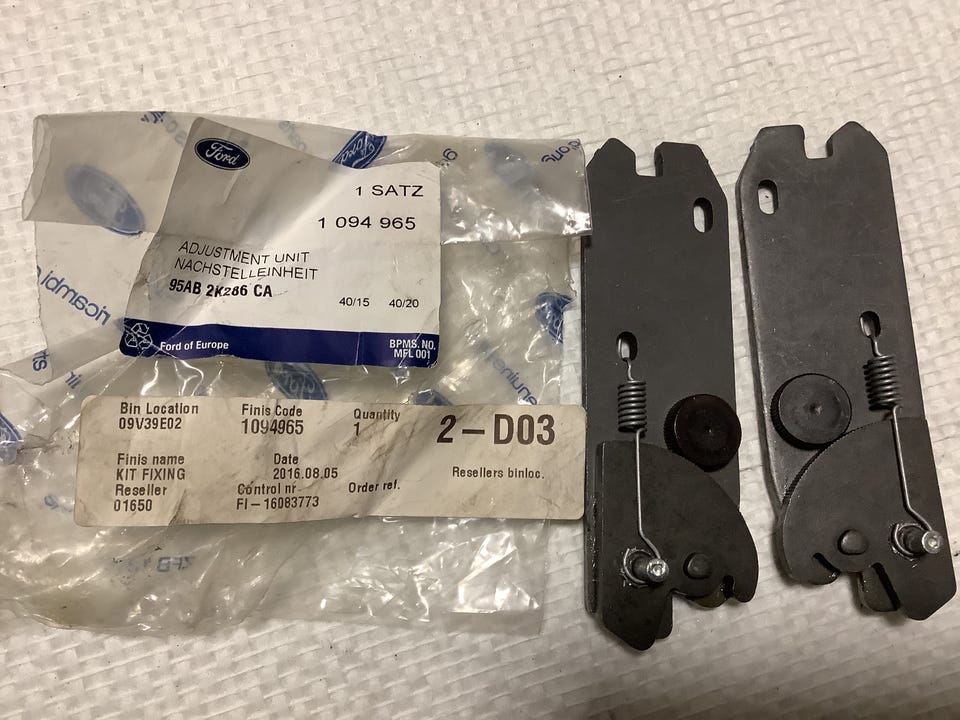 Ford
1 SATZ
1 094 965
ADJUSTMENT UNIT
NACHSTELLEINHEIT
95AB 2K286 CA
40/15 40/20
Ford of Europe
BPMS. NO.
MFL 001
Ford
ricambi
Bin Location Finis Code Quantity
09V39E02 1094965 1 2-D03
Finis name Date Resellers binloc.
KIT FIXING 2016.08.05
Reseller Control nr Order ref.
01650 FI-16083773